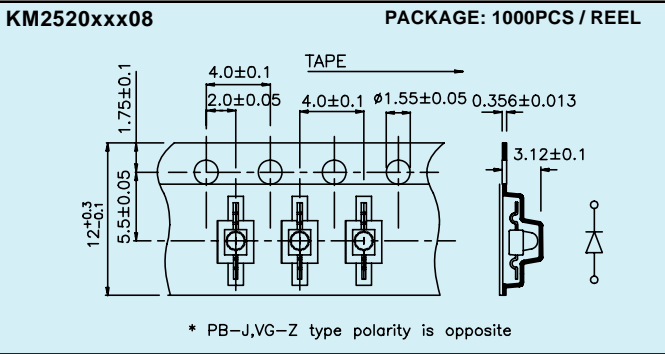 KM2520xxx08
PACKAGE: 1000PCS / REEL
TAPE
4.0±0.1
2.0±0.05
4.0±0.1
ø1.55±0.05
0.356±0.013
1.75±0.1
3.12±0.1
5.5±0.05
12+0.3-0.1
* PB-J,VG-Z type polarity is opposite